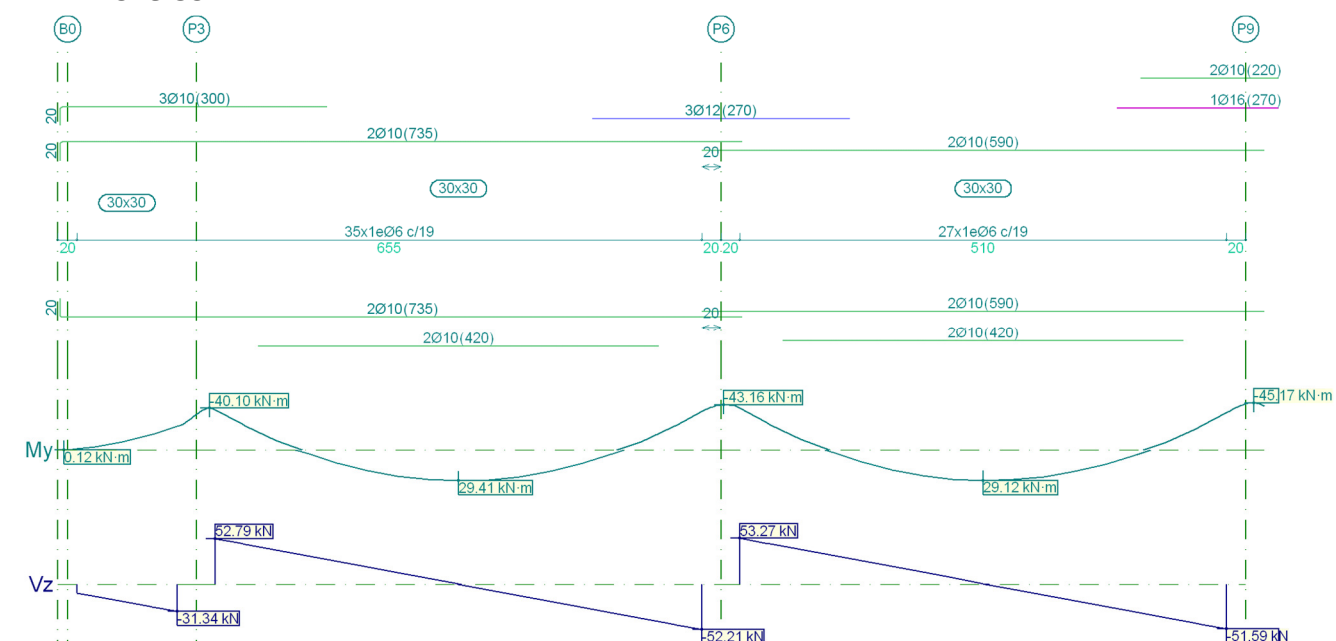 B0 P3 P6 P9
2Ø10(220)
3Ø10(300) 1Ø16(270)
20 3Ø12(270)
2Ø10(735) 2Ø10(590)
20 20
30x30 30x30
30x30
35x1eØ6 c/19 27x1eØ6 c/19
20 655 20 20 510 20
20 2Ø10(735) 20 2Ø10(590)
2Ø10(420) 2Ø10(420)
-40.10 kN·m -43.16 kN·m -45.17 kN·m
My 0.12 kN·m
29.41 kN·m 29.12 kN·m
52.79 kN 53.27 kN
Vz
-31.34 kN
-52.21 kN -51.59 kN